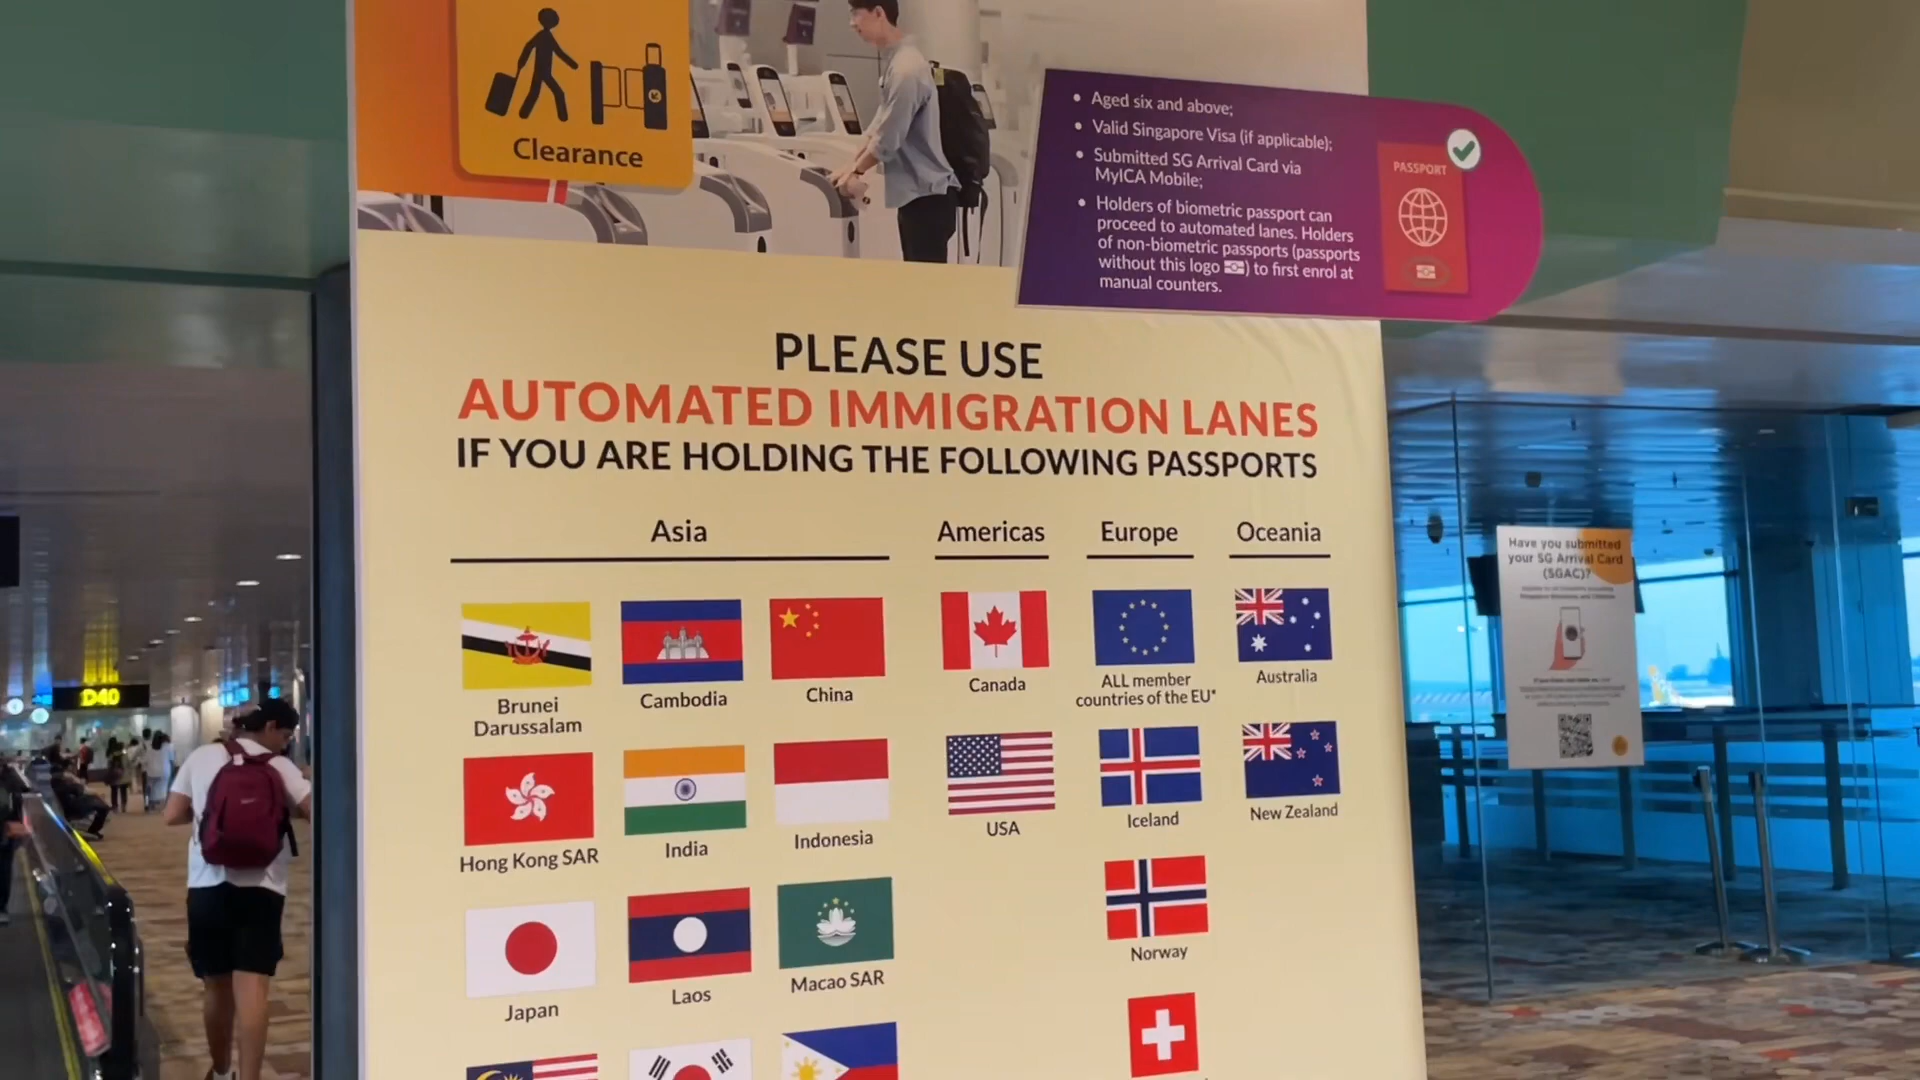 Clearance
Aged six and above;
Valid Singapore Visa (if applicable);
Submitted SG Arrival Card via
MyICA Mobile;
Holders of biometric passport can
proceed to automated lanes. Holders
of non-biometric passports (passports
without this logo ) to first enrol at
manual counters.
PASSPORT
PLEASE USE
AUTOMATED IMMIGRATION LANES
IF YOU ARE HOLDING THE FOLLOWING PASSPORTS
Asia
Americas
Europe
Oceania
Brunei
Darussalam
Cambodia
China
Canada
ALL member
countries of the EU*
Australia
Hong Kong SAR
India
Indonesia
USA
Iceland
New Zealand
Japan
Laos
Macao SAR
Norway
D40
Have you submitted
your SG Arrival Card
(SGAC)?